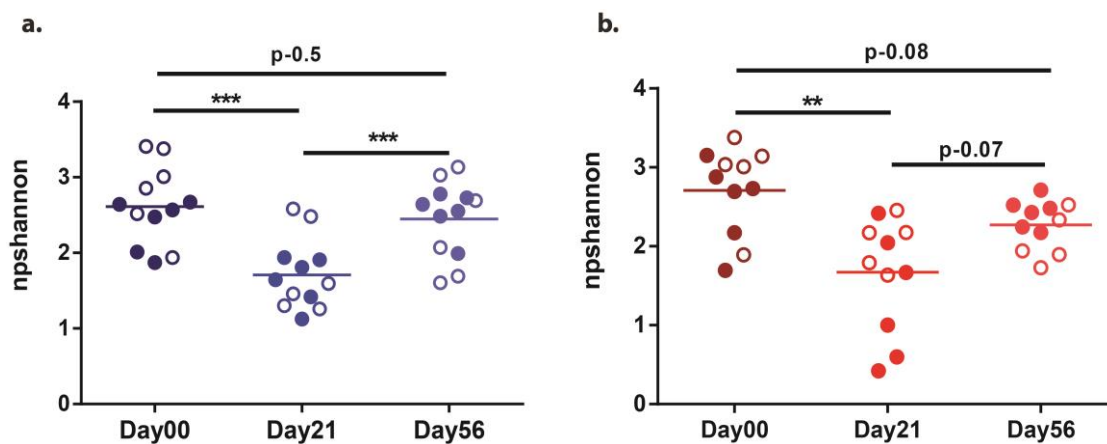 a.
p-0.5
***
***
4
3
2
1
0
npshannon
Day00 Day21 Day56
b.
p-0.08
**
p-0.07
4
3
2
1
0
npshannon
Day00 Day21 Day56